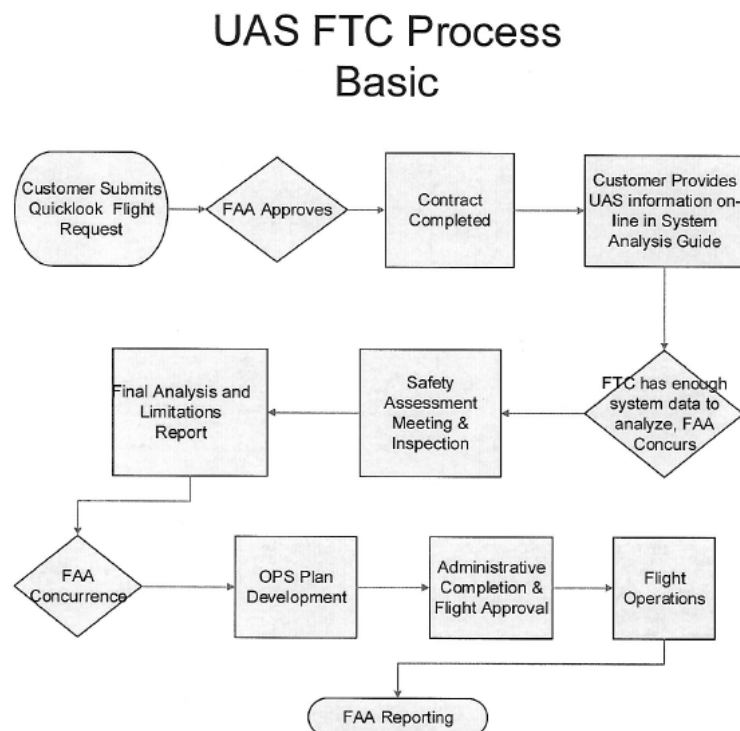 UAS FTC Process
Basic
Customer Submits
Quicklook Flight
Request
FAA Approves
Contract
Completed
Customer Provides
UAS information on-
line in System
Analysis Guide
FTC has enough
system data to
analyze, FAA
Concurs
Safety
Assessment
Meeting &
Inspection
Final Analysis and
Limitations
Report
FAA
Concurrence
OPS Plan
Development
Administrative
Completion &
Flight Approval
Flight
Operations
FAA Reporting